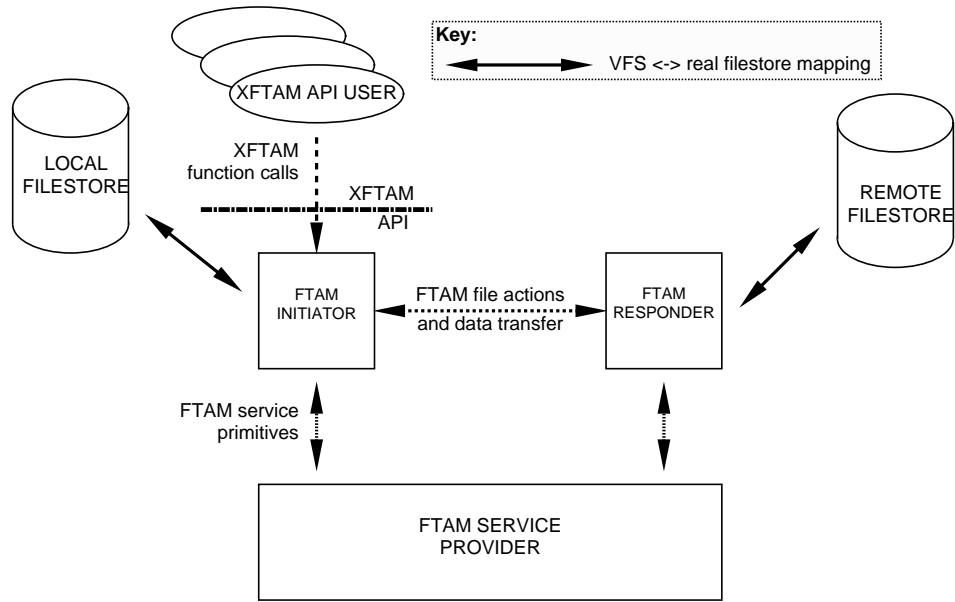 Key:
VFS <-> real filestore mapping
XFTAM API USER
LOCAL
FILESTORE
XFTAM
function calls
XFTAM
API
REMOTE
FILESTORE
FTAM
INITIATOR
FTAM file actions
and data transfer
FTAM
RESPONDER
FTAM service
primitives
FTAM SERVICE
PROVIDER